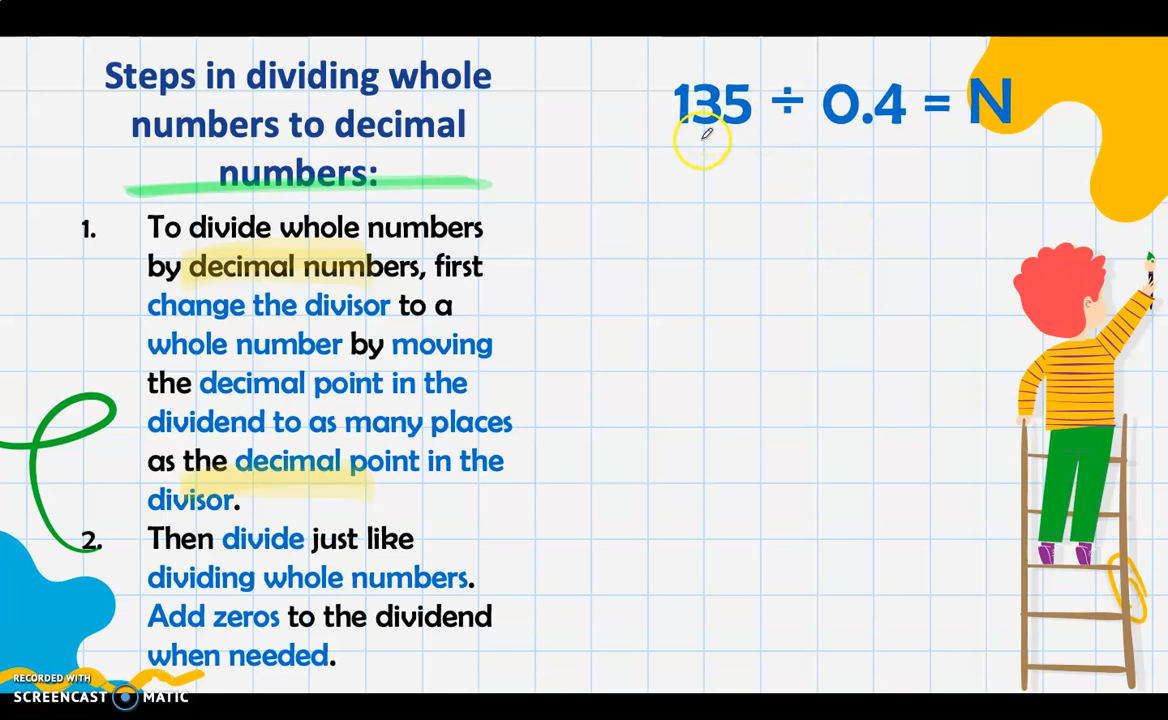 Steps in dividing whole
numbers to decimal
numbers:
135 ÷ 0.4 = N
1. To divide whole numbers
by decimal numbers, first
change the divisor to a
whole number by moving
the decimal point in the
dividend to as many places
as the decimal point in the
divisor.
2. Then divide just like
dividing whole numbers.
Add zeros to the dividend
when needed.
RECORDED WITH
SCREENCAST MATIC